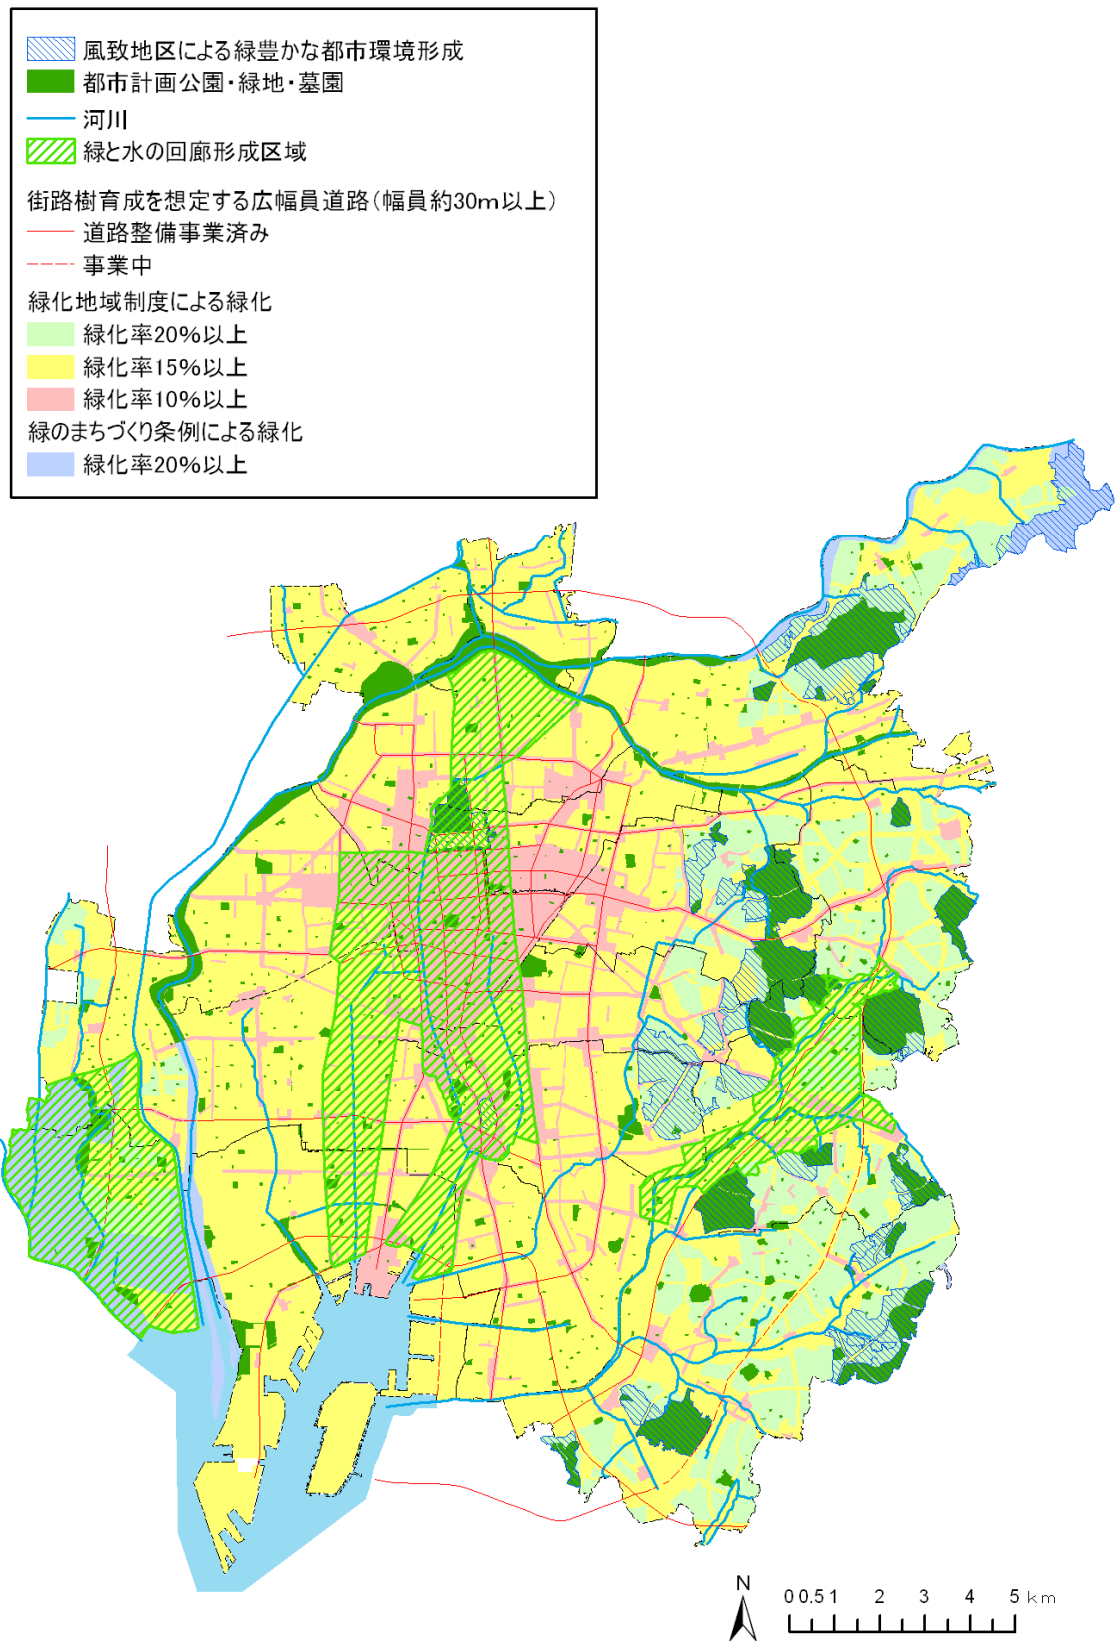 風致地区による緑豊かな都市環境形成
都市計画公園・緑地・墓園
河川
緑と水の回廊形成区域
街路樹育成を想定する広幅員道路（幅員約30m以上）
道路整備事業済み
事業中
緑化地域制度による緑化
緑化率20%以上
緑化率15%以上
緑化率10%以上
緑のまちづくり条例による緑化
緑化率20%以上
N
0 0.5 1 2 3 4 5 km